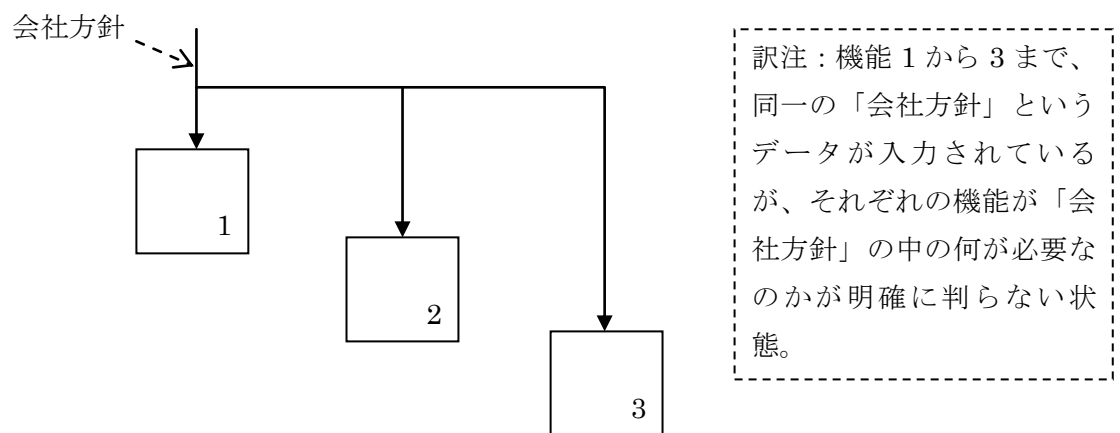 会社方針
1
2
3
訳注：機能 1 から 3 まで、
同一の「会社方針」という
データが入力されている
が、それぞれの機能が「会
社方針」の中の何が必要な
のかが明確に判らない状
態。